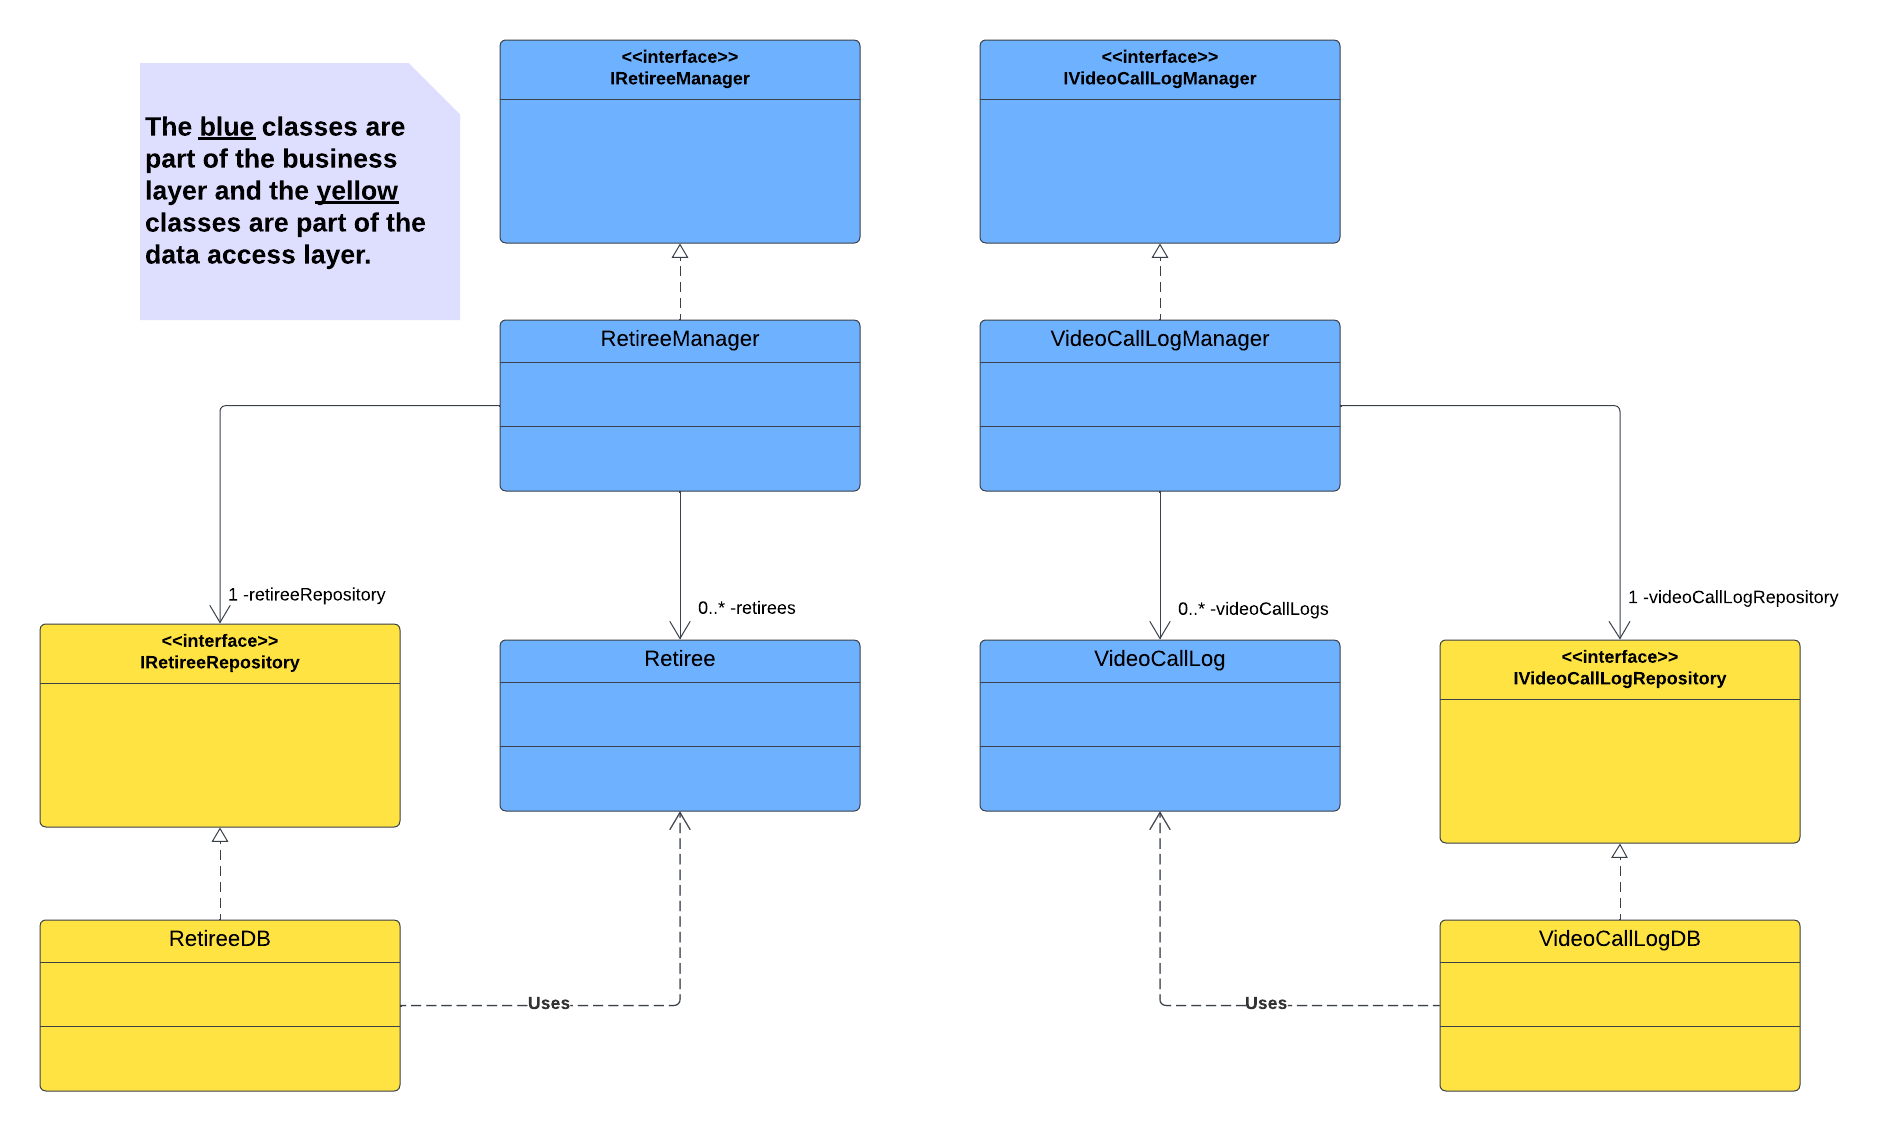 <<interface>>
IRetireeManager
<<interface>>
IVideoCallLogManager
The blue classes are
part of the business
layer and the yellow
classes are part of the
data access layer.
RetireeManager
VideoCallLogManager
1 -retireeRepository
0..* -retirees
0..* -videoCallLogs
1 -videoCallLogRepository
<<interface>>
IRetireeRepository
Retiree
VideoCallLog
<<interface>>
IVideoCallLogRepository
RetireeDB
VideoCallLogDB
Uses
Uses